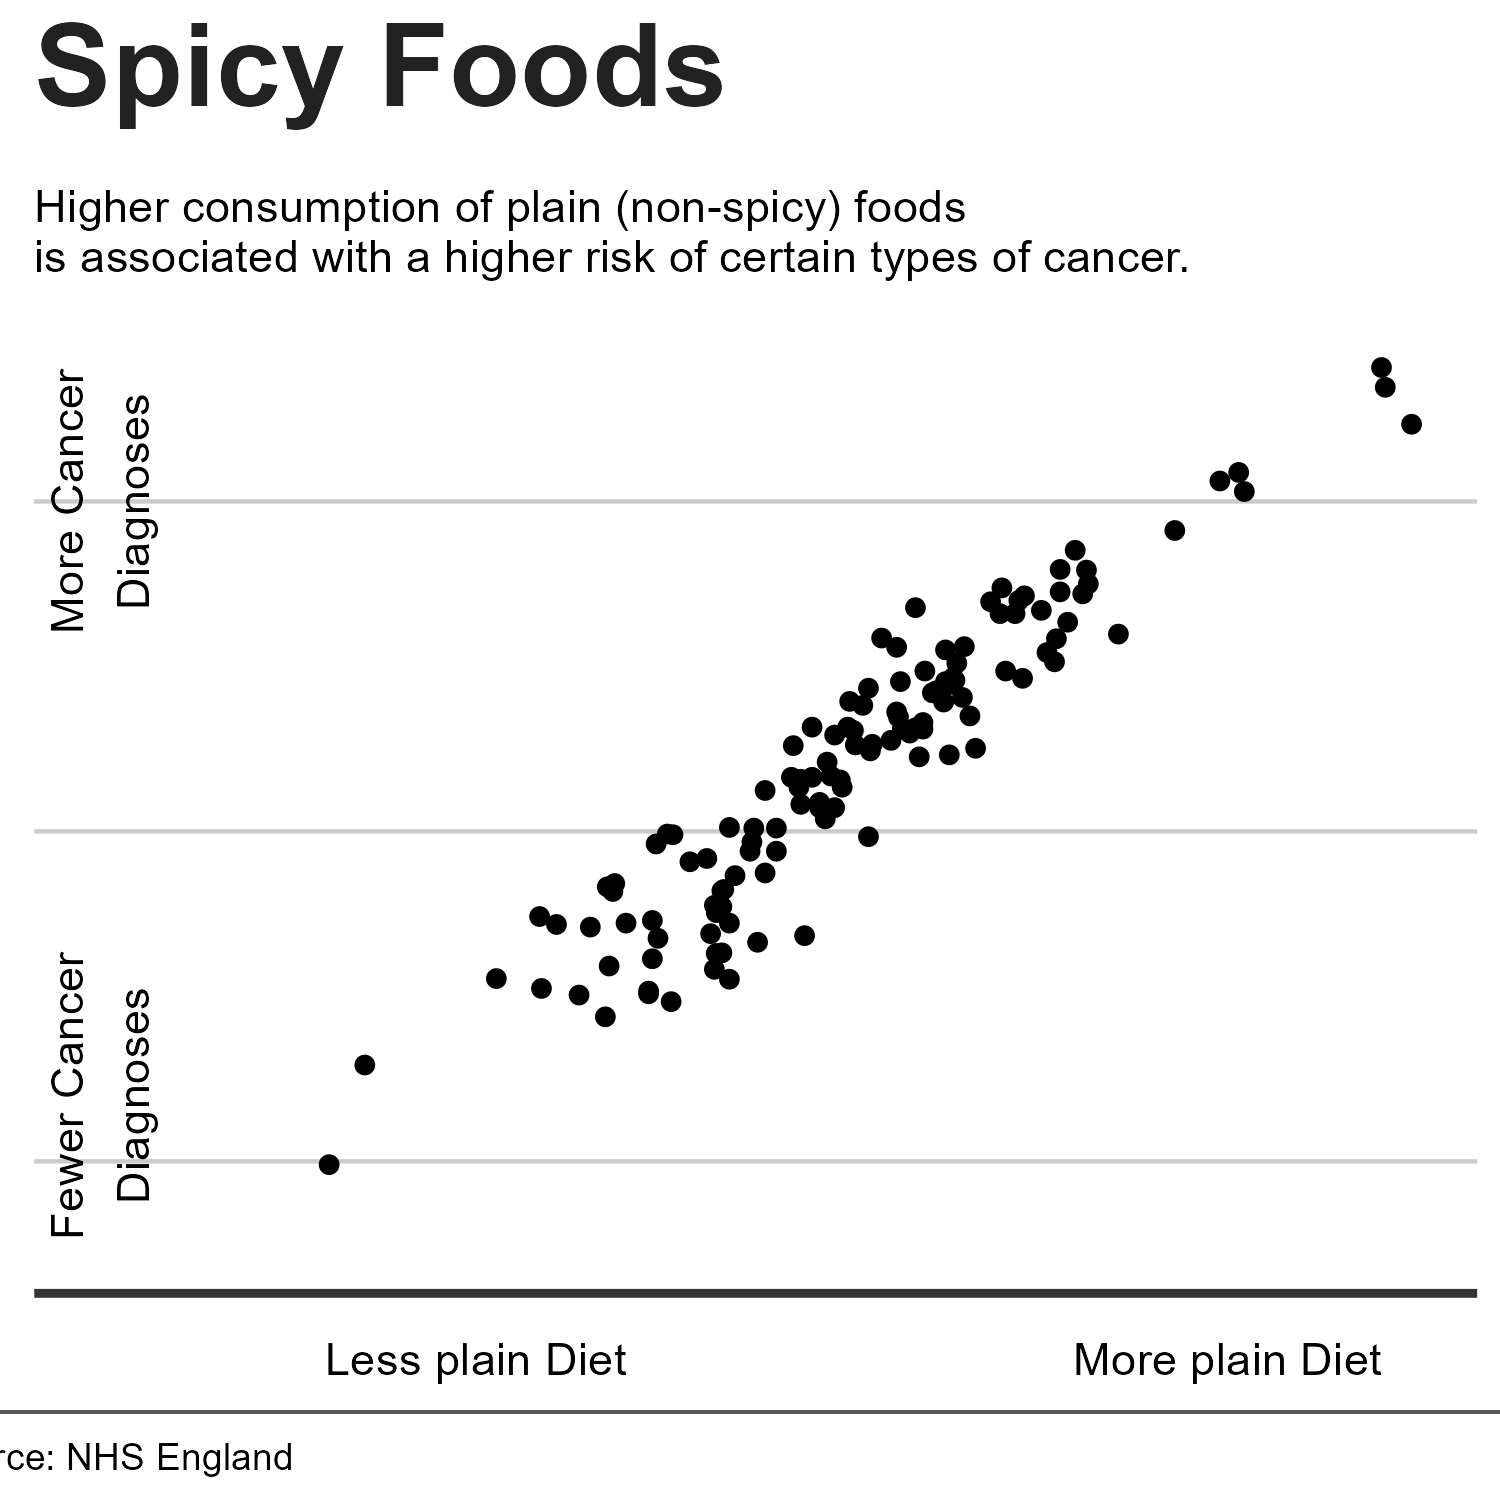 Spicy Foods
Higher consumption of plain (non-spicy) foods
is associated with a higher risk of certain types of cancer.
More Cancer
Diagnoses
Fewer Cancer
Diagnoses
Less plain Diet
More plain Diet
rce: NHS England